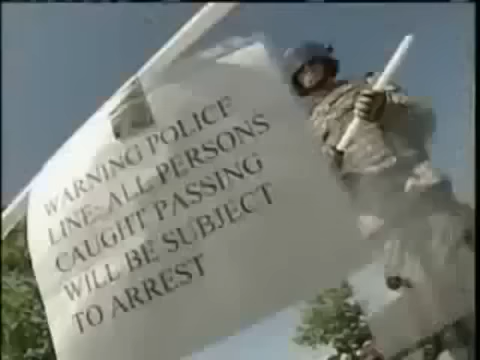 WARNING POLICE
LINE- ALL PERSONS
CAUGHT PASSING
WILL BE SUBJECT
TO ARREST